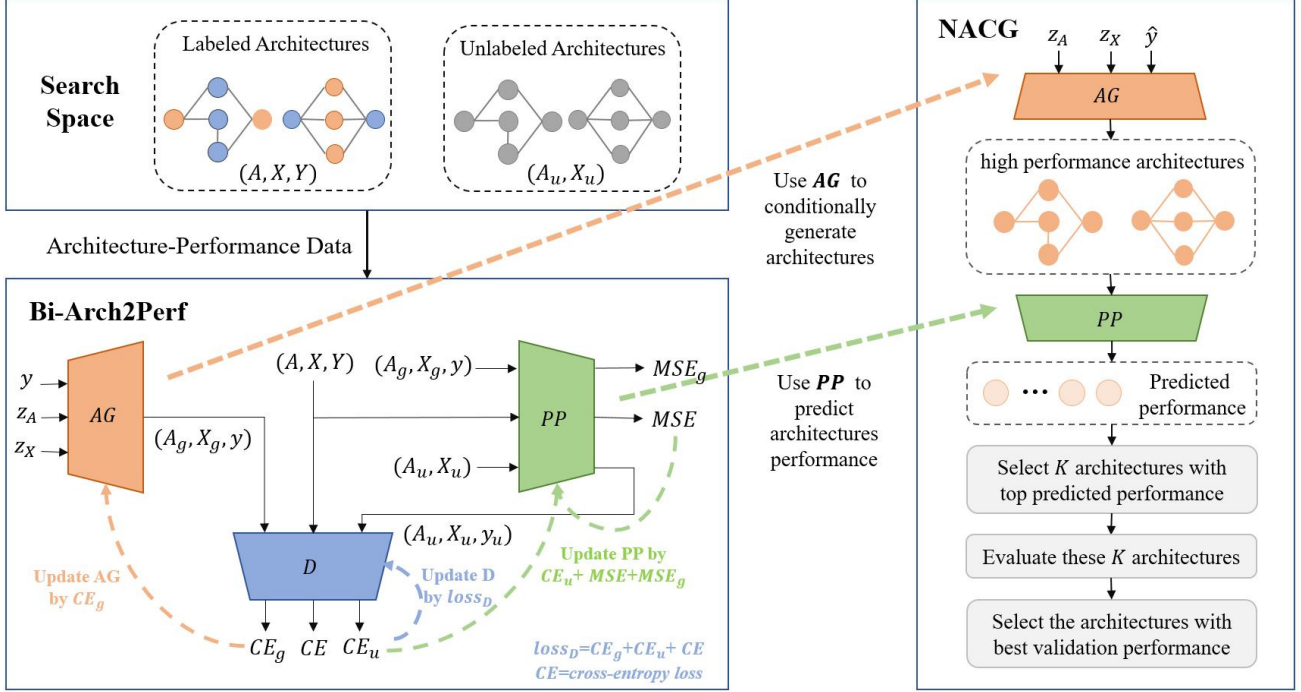 Search
Space
Labeled Architectures
(A, X, Y)
Unlabeled Architectures
(A_u, X_u)
Architecture-Performance Data
Bi-Arch2Perf
y
z_A
z_X
AG
(A_g, X_g, y)
(A, X, Y)
(A_g, X_g, y)
(A_u, X_u)
PP
MSE_g
MSE
(A_u, X_u, y_u)
D
Update AG
by CE_g
Update D
by loss_D
Update PP by
CE_u+ MSE+MSE_g
CE_g
CE
CE_u
loss_D=CE_g+CE_u+ CE
CE=cross-entropy loss
Use AG to
conditionally
generate
architectures
Use PP to
predict
architectures
performance
NACG
z_A
z_X
ŷ
AG
high performance architectures
PP
...
Predicted
performance
Select K architectures with
top predicted performance
Evaluate these K architectures
Select the architectures with
best validation performance